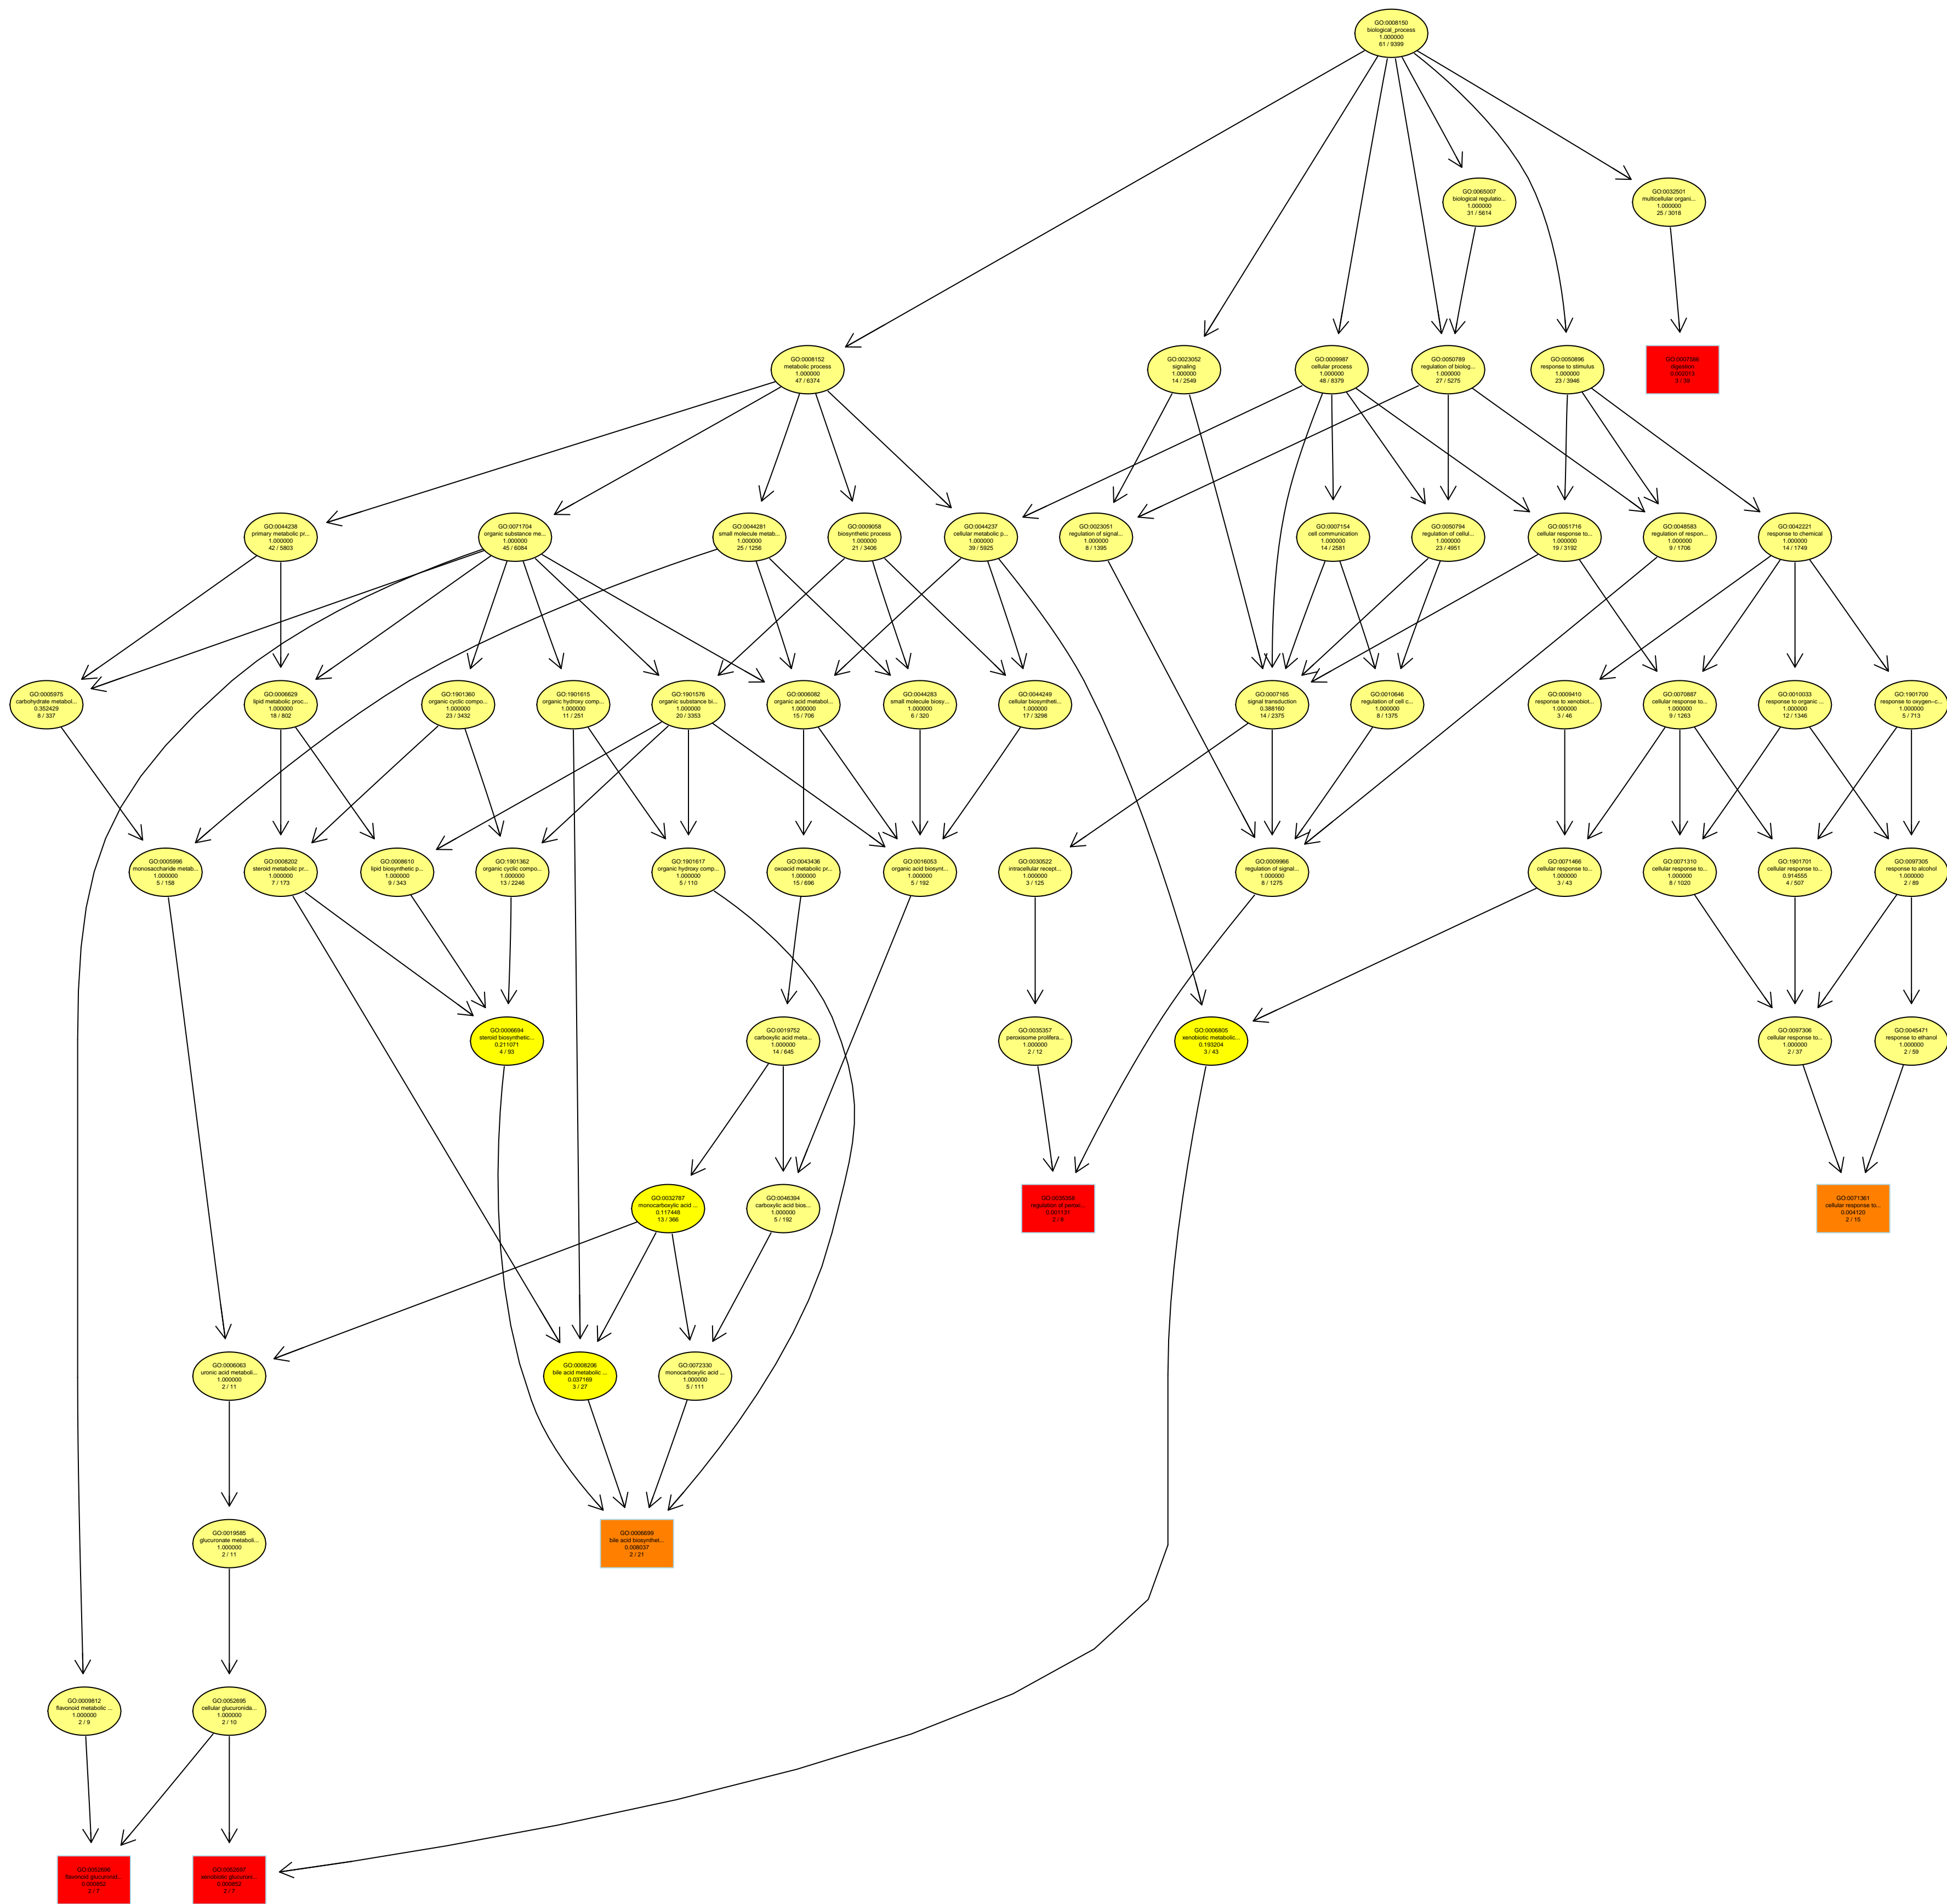 GO:0008150
biological_process
1.000000
61 / 9399
GO:0065007
biological regulatio...
1.000000
31 / 5614
GO:0032501
multicellular organi...
1.000000
25 / 3018
GO:0008152
metabolic process
1.000000
47 / 6374
GO:0023052
signaling
1.000000
14 / 2549
GO:0009987
cellular process
1.000000
48 / 8379
GO:0050789
regulation of biolog...
1.000000
27 / 5275
GO:0050896
response to stimulus
1.000000
23 / 3946
digestion
GO:0044238
primary metabolic pr...
1.000000
42 / 5803
GO:0071704
organic substance me...
1.000000
45 / 6084
GO:0044281
small molecule metab...
1.000000
25 / 1256
GO:0009058
biosynthetic process
1.000000
21 / 3406
GO:0044237
cellular metabolic p...
1.000000
39 / 5925
GO:0023051
regulation of signal...
1.000000
8 / 1395
GO:0007154
cell communication
1.000000
14 / 2581
GO:0050794
regulation of cellul...
1.000000
23 / 4951
GO:0051716
cellular response to...
1.000000
19 / 3192
GO:0048583
regulation of respon...
1.000000
9 / 1706
GO:0042221
response to chemical
1.000000
14 / 1749
GO:0005975
carbohydrate metabol...
0.352429
8 / 337
GO:0006629
lipid metabolic proc...
1.000000
18 / 802
GO:1901360
organic cyclic compo...
1.000000
23 / 3432
GO:1901615
organic hydroxy comp...
1.000000
11 / 251
GO:1901576
organic substance bi...
1.000000
20 / 3353
GO:0006082
organic acid metabol...
1.000000
15 / 706
GO:0044283
small molecule biosy...
1.000000
6 / 320
GO:0044249
cellular biosyntheti...
1.000000
17 / 3298
GO:0007165
signal transduction
0.388160
14 / 2375
GO:0010646
regulation of cell c...
1.000000
8 / 1375
GO:0009410
response to xenobiot...
1.000000
3 / 46
GO:0070887
cellular response to...
1.000000
9 / 1263
GO:0010033
response to organic ...
1.000000
12 / 1346
GO:1901700
response to oxygen−c...
1.000000
5 / 713
GO:0005996
monosaccharide metab...
1.000000
5 / 158
GO:0008202
steroid metabolic pr...
1.000000
7 / 173
GO:0008610
lipid biosynthetic p...
1.000000
9 / 343
GO:1901362
organic cyclic compo...
1.000000
13 / 2246
GO:1901617
organic hydroxy comp...
1.000000
5 / 110
GO:0043436
oxoacid metabolic pr...
1.000000
15 / 696
GO:0016053
organic acid biosynt...
1.000000
5 / 192
GO:0030522
intracellular recept...
1.000000
3 / 125
GO:0009966
regulation of signal...
1.000000
8 / 1275
GO:0071466
cellular response to...
1.000000
3 / 43
GO:0071310
cellular response to...
1.000000
8 / 1020
GO:1901701
cellular response to...
0.914555
4 / 507
GO:0097305
response to alcohol
1.000000
2 / 89
GO:0006694
steroid biosynthetic...
0.211071
4 / 93
GO:0019752
carboxylic acid meta...
1.000000
14 / 645
GO:0035357
peroxisome prolifera...
1.000000
2 / 12
GO:0006805
xenobiotic metabolic...
0.193204
3 / 43
GO:0097306
cellular response to...
1.000000
2 / 37
GO:0045471
response to ethanol
1.000000
2 / 59
GO:0032787
monocarboxylic acid ...
0.117448
13 / 366
GO:0046394
carboxylic acid bios...
1.000000
5 / 192
GO:0035358
regulation of perox...
0.001131
GO:0071361
cellular response to...
0.004120
2 / 15
GO:0006063
uronic acid metaboli...
1.000000
2 / 11
GO:0008206
bile acid metabolic ...
0.037169
3 / 27
GO:0072330
monocarboxylic acid ...
1.000000
5 / 111
GO:0019585
glucuronate metaboli...
1.000000
2 / 11
GO:0006699
bile acid biosynthet...
0.008037
2 / 21
GO:0009812
flavonoid metabolic ...
1.000000
2 / 9
GO:0052695
cellular glucuronida...
1.000000
2 / 10
GO:0052696
flavonoid glucuronid...
0.000852
2 / 7
GO:0052697
xenobiotic glucuroni...
0.000852
2 / 7